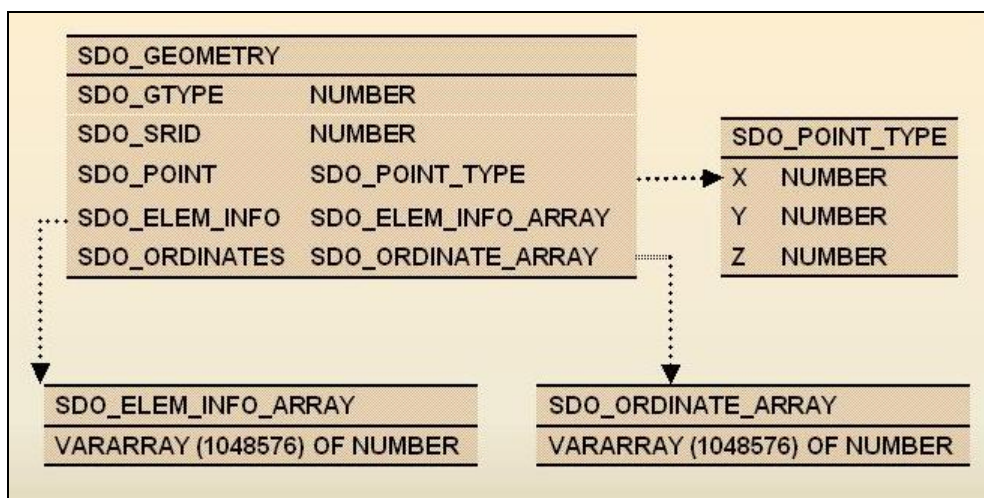 SDO_GEOMETRY
SDO_GTYPE NUMBER
SDO_SRID NUMBER
SDO_POINT SDO_POINT_TYPE
SDO_ELEM_INFO SDO_ELEM_INFO_ARRAY
SDO_ORDINATES SDO_ORDINATE_ARRAY
SDO_POINT_TYPE
X NUMBER
Y NUMBER
Z NUMBER
SDO_ELEM_INFO_ARRAY
VARARRAY (1048576) OF NUMBER
SDO_ORDINATE_ARRAY
VARARRAY (1048576) OF NUMBER